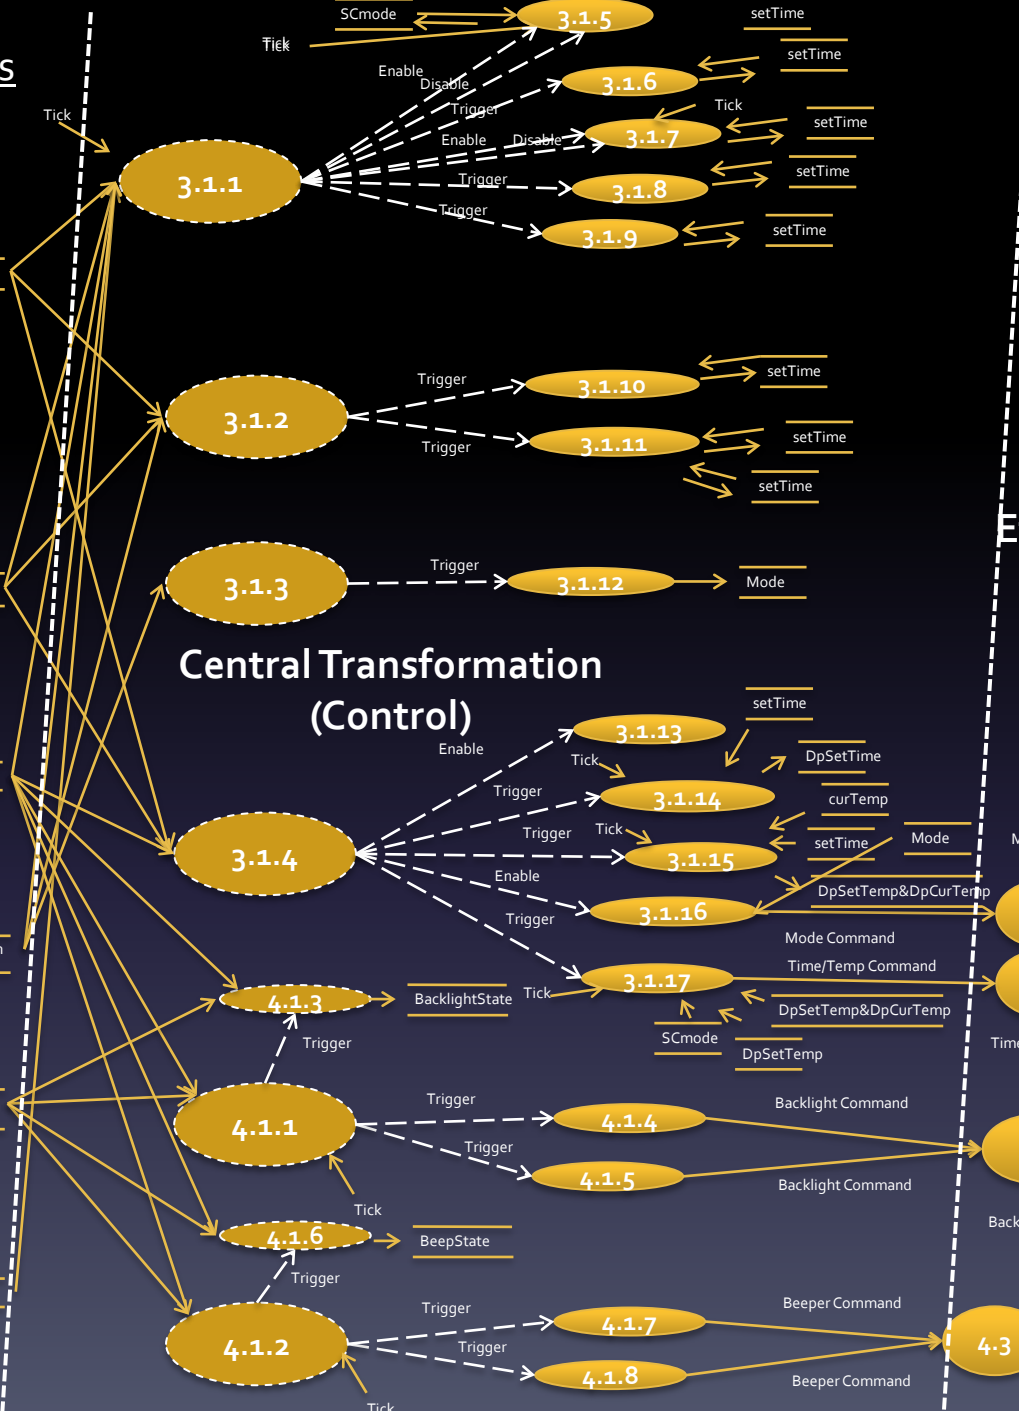 SCmode
3.1.5
setTime
Tick
setTime
S
Enable
Disable
3.1.6
Trigger
Tick
Tick
setTime
Enable
Disable
3.1.7
3.1.1
Trigger
3.1.8
setTime
Trigger
3.1.9
setTime
Trigger
3.1.10
setTime
3.1.2
Trigger
3.1.11
setTime
setTime
Trigger
3.1.3
3.1.12
Mode
Central Transformation
(Control)
setTime
3.1.13
Enable
Tick
DpSetTime
Trigger
3.1.14
curTemp
Trigger
Tick
setTime
Mode
3.1.4
3.1.15
Enable
DpSetTemp&DpCurTemp
3.1.16
Trigger
Mode Command
Time/Temp Command
3.1.17
Tick
4.1.3
BacklightState
DpSetTemp&DpCurTemp
Trigger
SCmode
DpSetTemp
Time
Trigger
Backlight Command
4.1.1
4.1.4
Trigger
4.1.5
Backlight Command
Tick
Back
4.1.6
BeepState
Trigger
Trigger
Beeper Command
4.1.7
4.1.2
Trigger
4.3
4.1.8
Beeper Command
Tick